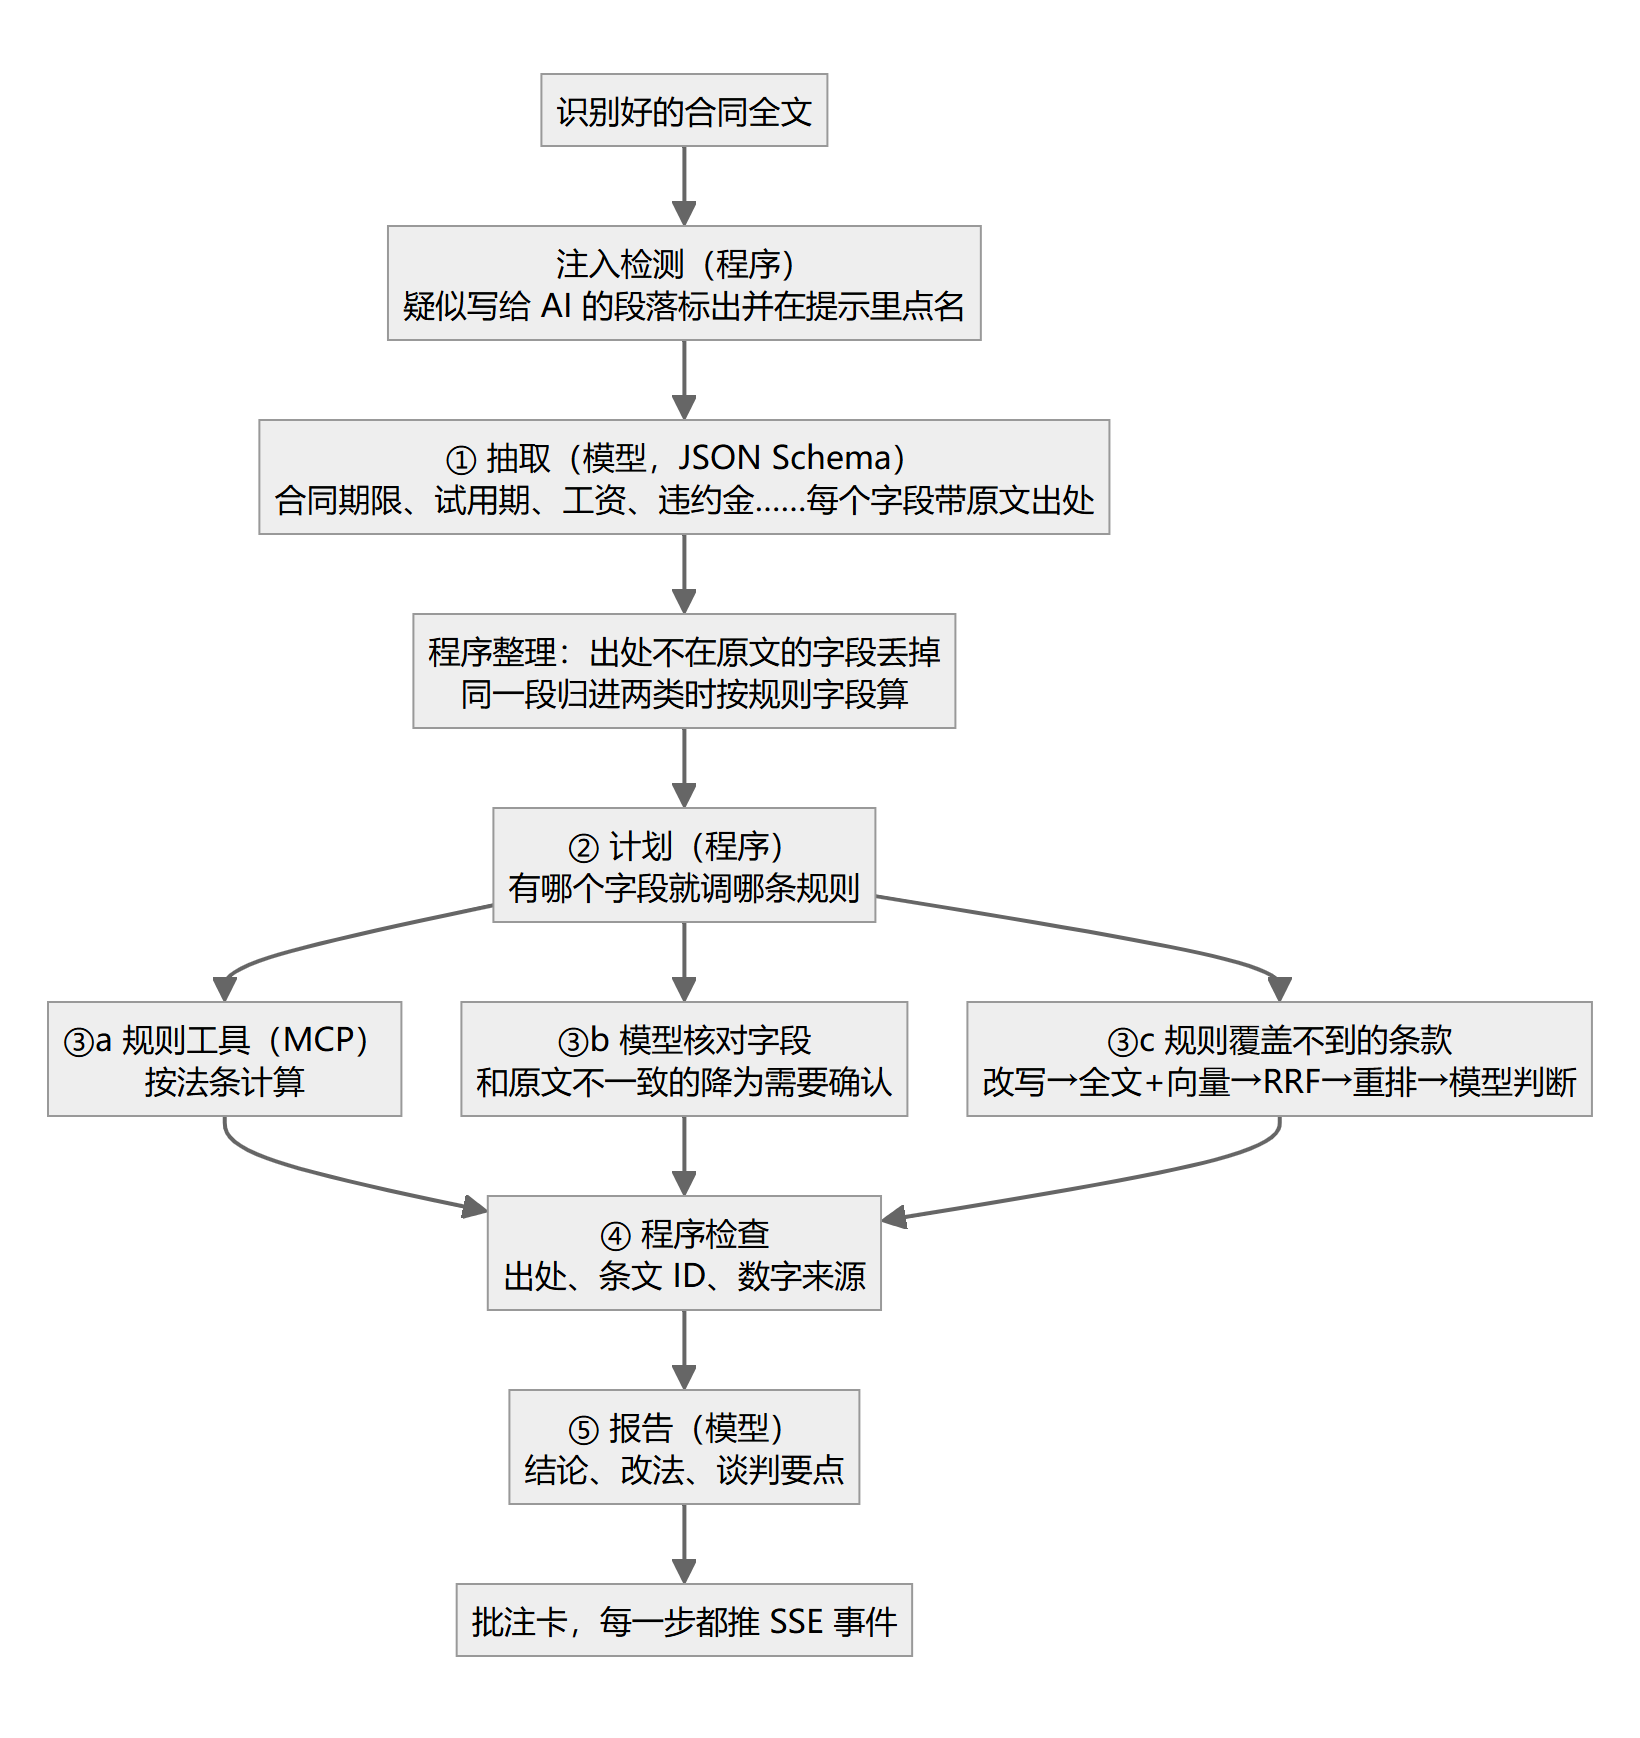 识别好的合同全文
注入检测（程序）
疑似写给 AI 的段落标出并在提示里点名
① 抽取（模型，JSON Schema）
合同期限、试用期、工资、违约金……每个字段带原文出处
程序整理：出处不在原文的字段丢掉
同一段归进两类时按规则字段算
② 计划（程序）
有哪个字段就调哪条规则
③a 规则工具（MCP）
按法条计算
③b 模型核对字段
和原文不一致的降为需要确认
③c 规则覆盖不到的条款
改写→全文+向量→RRF→重排→模型判断
④ 程序检查
出处、条文 ID、数字来源
⑤ 报告（模型）
结论、改法、谈判要点
批注卡，每一步都推 SSE 事件